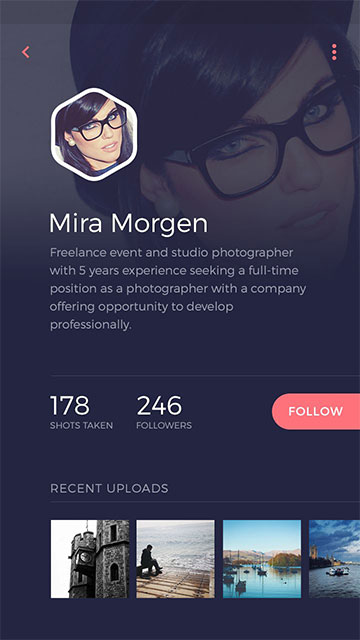 Mira Morgen
Freelance event and studio photographer
with 5 years experience seeking a full-time
position as a photographer with a company
offering opportunity to develop
professionally.
178
SHOTS TAKEN
246
FOLLOWERS
FOLLOW
RECENT UPLOADS